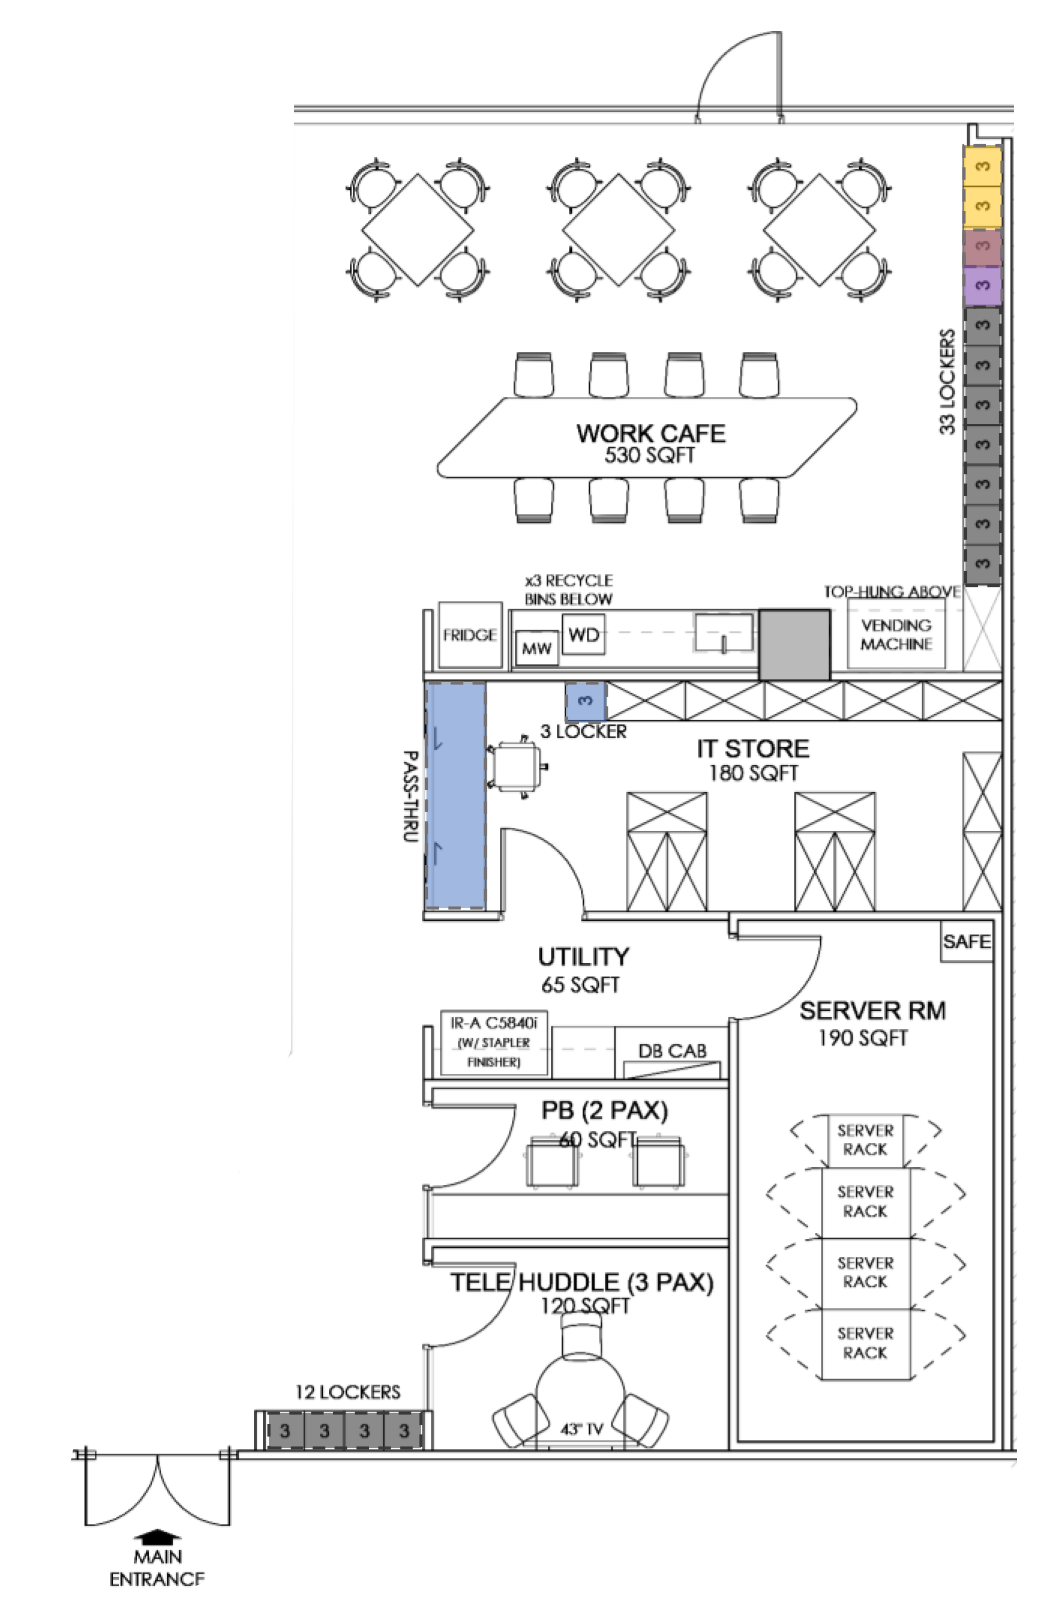 3
3
3
3
3
3
3
3
3
3
3
33 LOCKERS
WORK CAFE
530 SQFT
x3 RECYCLE
BINS BELOW
TOP-HUNG ABOVE
FRIDGE
MW
WD
VENDING
MACHINE
3
3 LOCKER
PASS-THRU
IT STORE
180 SQFT
UTILITY
65 SQFT
SAFE
SERVER RM
190 SQFT
IR-A C5840i
(W/ STAPLER
FINISHER)
DB CAB
PB (2 PAX)
60 SQFT
SERVER
RACK
SERVER
RACK
SERVER
RACK
SERVER
RACK
TELE HUDDLE (3 PAX)
120 SQFT
43" TV
12 LOCKERS
3 3 3 3
MAIN
ENTRANCE